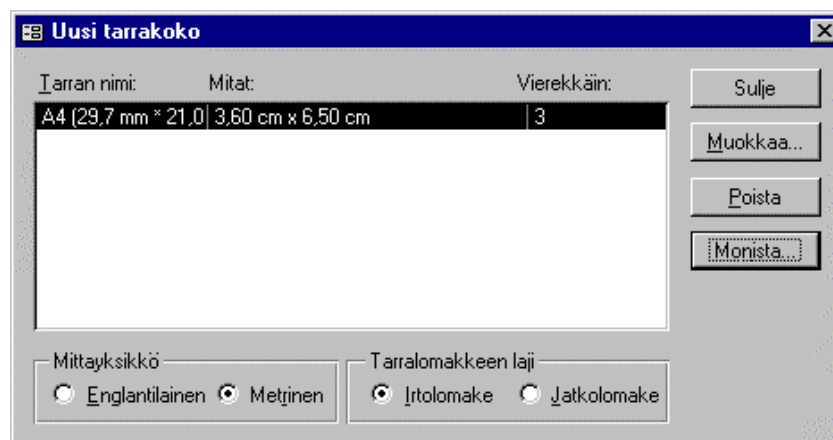 Uusi tarrakoko
Tarran nimi: Mitat: Vierekkäin: Sulje
A4 (29,7 mm * 21,0 3,60 cm x 6,50 cm 3
Muokkaa...
Poista
Monista...
Mittayksikkö Tarralomakkeen laji
Englantilainen Metrinen Irtolomake Jatkolomake